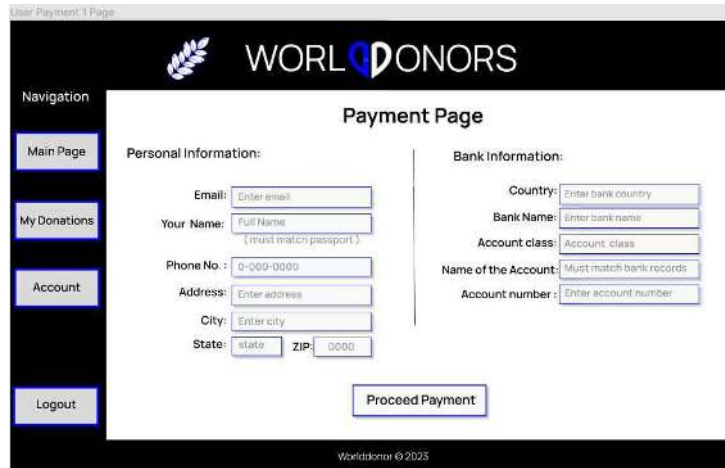 User Payment 1 Page
WORLDDONORS
Navigation
Main Page
My Donations
Account
Logout
Payment Page
Personal Information:
Email: Enter email
Your Name: Full Name
( must match passport )
Phone No. : 0-000-0000
Address: Enter address
City: Enter city
State: state ZIP: 0000
Bank Information:
Country: Enter bank country
Bank Name: Enter bank name
Account class: Account class
Name of the Account: Must match bank records
Account number : Enter account number
Proceed Payment
Worlddonor © 2023